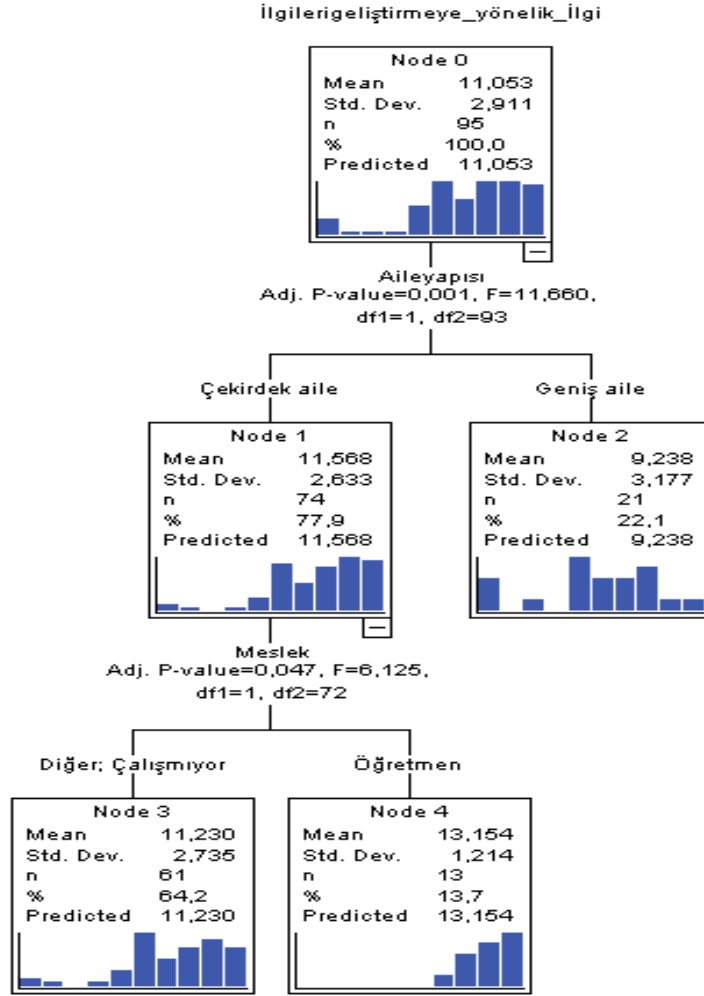 İlgilerigeliştirmeye_yönelik_İlgi
Node 0
Mean 11,053
Std. Dev. 2,911
n 95
% 100,0
Predicted 11,053
Aileyapısı
Adj. P-value=0,001, F=11,660,
df1=1, df2=93
Çekirdek aile
Geniş aile
Node 1
Mean 11,568
Std. Dev. 2,633
n 74
% 77,9
Predicted 11,568
Node 2
Mean 9,238
Std. Dev. 3,177
n 21
% 22,1
Predicted 9,238
Meslek
Adj. P-value=0,047, F=6,125,
df1=1, df2=72
Diğer; Çalışmıyor
Öğretmen
Node 3
Mean 11,230
Std. Dev. 2,735
n 61
% 64,2
Predicted 11,230
Node 4
Mean 13,154
Std. Dev. 1,214
n 13
% 13,7
Predicted 13,154